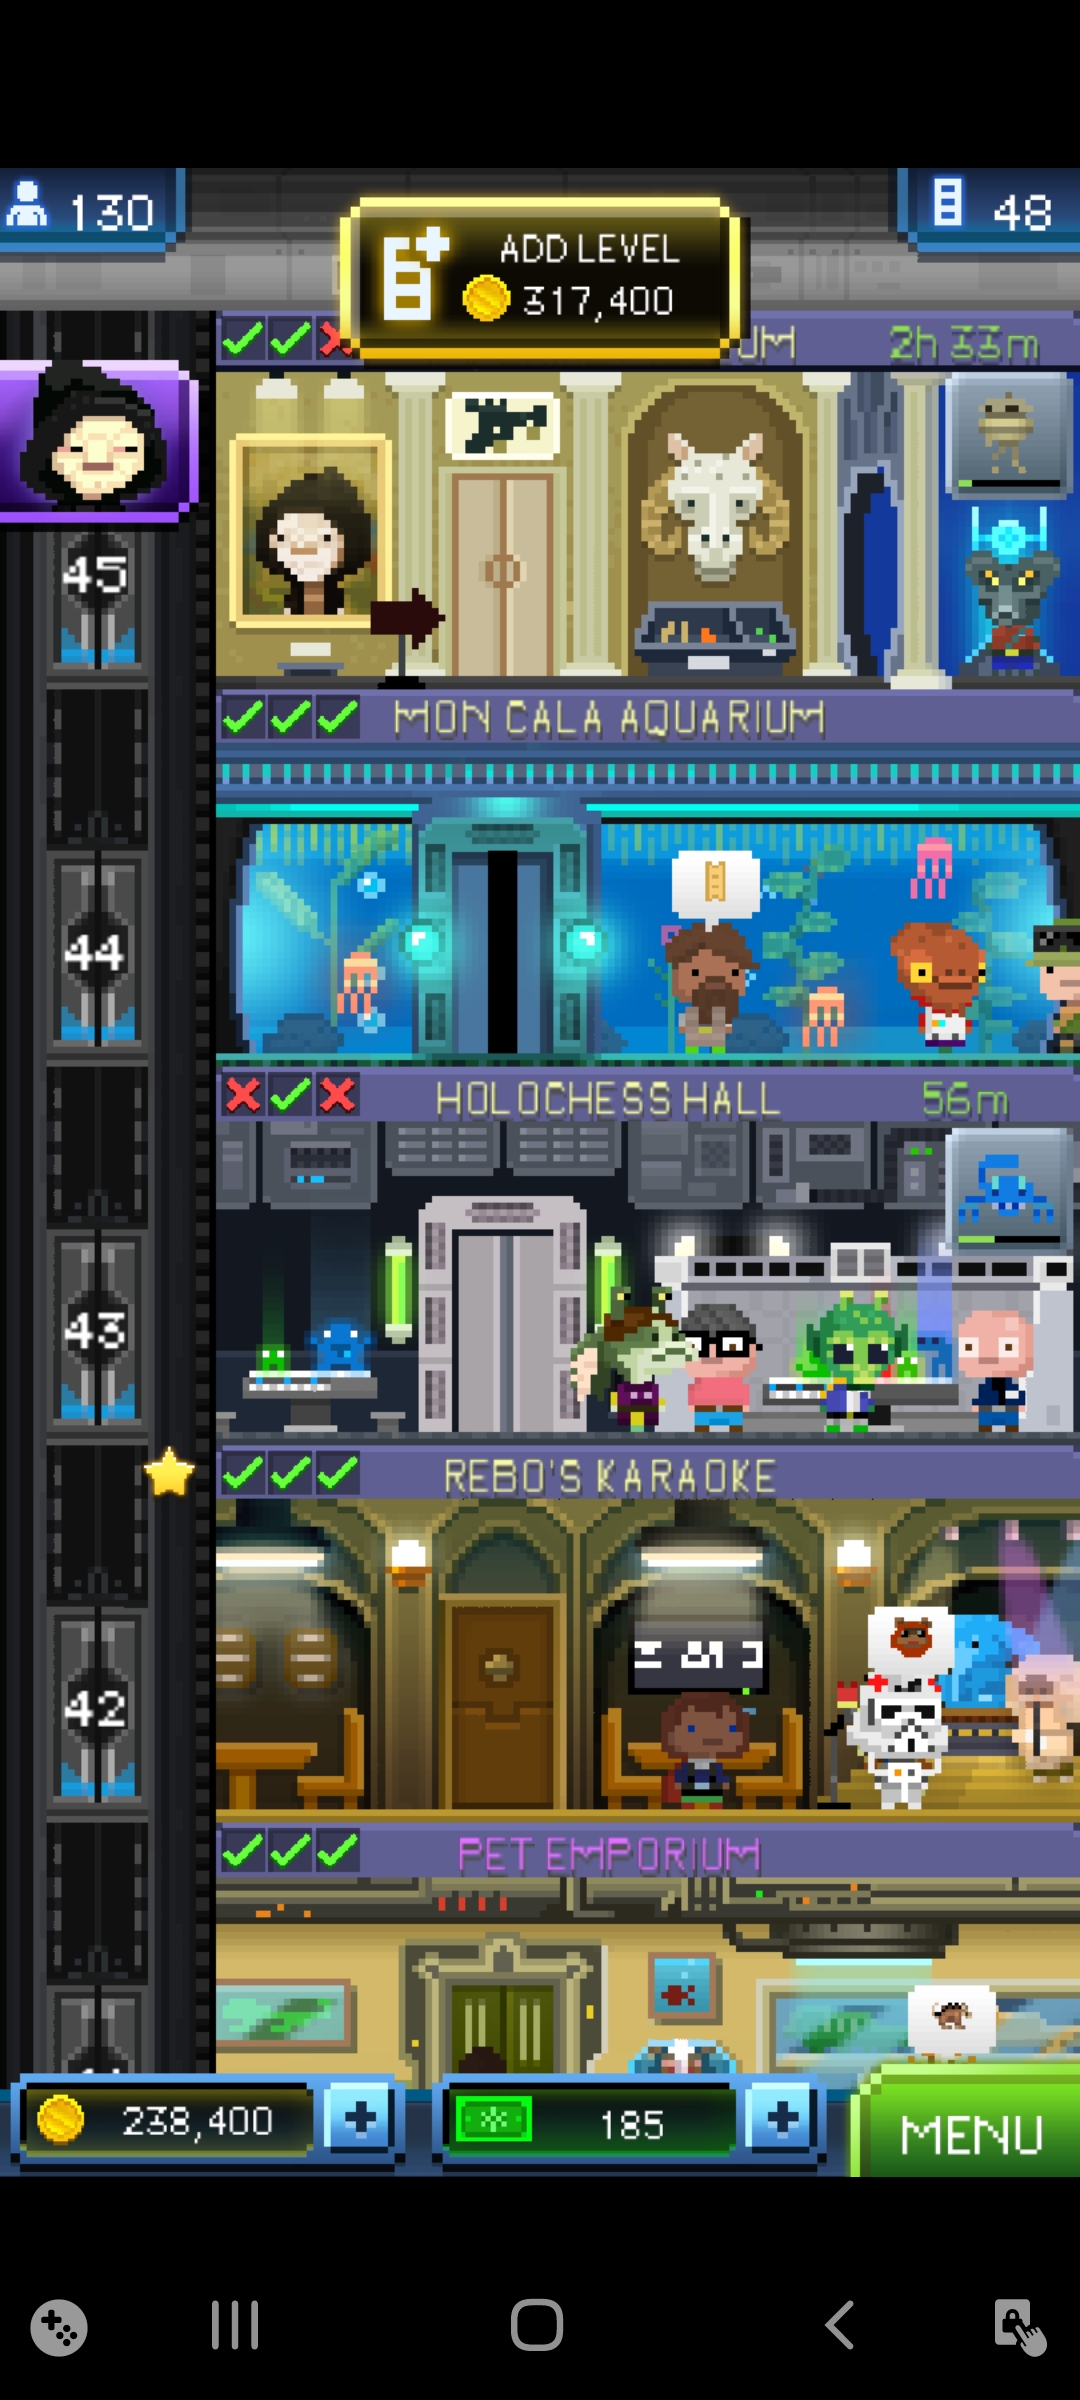 130
ADD LEVEL
317,400
48
UM
2h 33m
45
MON CALA AQUARIUM
44
HOLOCHESS HALL
56m
43
REBO'S KARAOKE
42
PET EMPORIUM
238,400
185
MENU